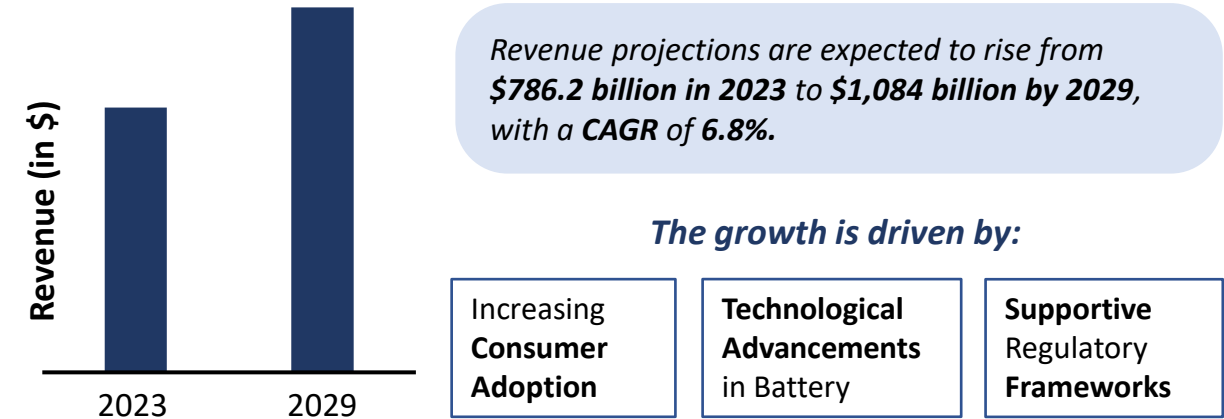 Revenue (in $)
2023
2029
Revenue projections are expected to rise from
$786.2 billion in 2023 to $1,084 billion by 2029,
with a CAGR of 6.8%.
The growth is driven by:
Increasing
Consumer
Adoption
Technological
Advancements
in Battery
Supportive
Regulatory
Frameworks